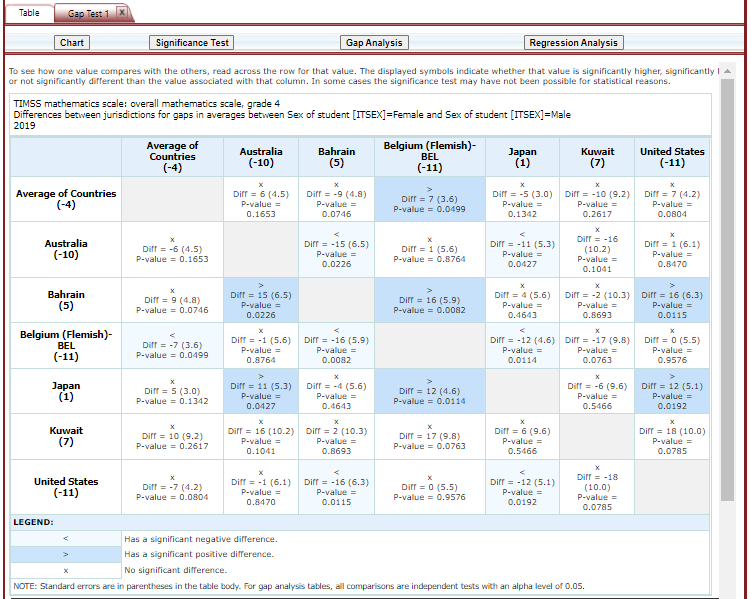 Table
Gap Test 1 X
Chart
Significance Test
Gap Analysis
Regression Analysis
To see how one value compares with the others, read across the row for that value. The displayed symbols indicate whether that value is significantly higher, significantly
or not significantly different than the value associated with that column. In some cases the significance test may have not been possible for statistical reasons.
TIMSS mathematics scale: overall mathematics scale, grade 4
Differences between jurisdictions for gaps in averages between Sex of student [ITSEX]=Female and Sex of student [ITSEX]=Male
2019
Average of
Countries
(-4)
Australia
(-10)
Bahrain
(5)
Belgium (Flemish)-
BEL
(-11)
Japan
(1)
Kuwait
(7)
United States
(-11)
Average of Countries
(-4)
x
Diff = 6 (4.5)
P-value =
0.1653
x
Diff = -9 (4.8)
P-value =
0.0746
>
Diff = 7 (3.6)
P-value = 0.0499
x
Diff = -5 (3.0)
P-value =
0.1342
x
Diff = -10 (9.2)
P-value =
0.2617
x
Diff = 7 (4.2)
P-value =
0.0804
Australia
(-10)
x
Diff = -6 (4.5)
P-value = 0.1653
<
Diff = -15 (6.5)
P-value =
0.0226
x
Diff = 1 (5.6)
P-value = 0.8764
<
Diff = -11 (5.3)
P-value =
0.0427
x
Diff = -16
(10.2)
P-value =
0.1041
x
Diff = 1 (6.1)
P-value =
0.8470
Bahrain
(5)
x
Diff = 9 (4.8)
P-value = 0.0746
>
Diff = 15 (6.5)
P-value =
0.0226
>
Diff = 16 (5.9)
P-value = 0.0082
x
Diff = 4 (5.6)
P-value =
0.4643
x
Diff = -2 (10.3)
P-value =
0.8693
>
Diff = 16 (6.3)
P-value =
0.0115
Belgium (Flemish)-
BEL
(-11)
<
Diff = -7 (3.6)
P-value = 0.0499
x
Diff = -1 (5.6)
P-value =
0.8764
<
Diff = -16 (5.9)
P-value =
0.0082
<
Diff = -12 (4.6)
P-value =
0.0114
x
Diff = -17 (9.8)
P-value =
0.0763
x
Diff = 0 (5.5)
P-value =
0.9576
Japan
(1)
x
Diff = 5 (3.0)
P-value = 0.1342
>
Diff = 11 (5.3)
P-value =
0.0427
x
Diff = -4 (5.6)
P-value =
0.4643
>
Diff = 12 (4.6)
P-value = 0.0114
x
Diff = -6 (9.6)
P-value =
0.5466
>
Diff = 12 (5.1)
P-value =
0.0192
Kuwait
(7)
x
Diff = 10 (9.2)
P-value = 0.2617
x
Diff = 16 (10.2)
P-value =
0.1041
x
Diff = 2 (10.3)
P-value =
0.8693
x
Diff = 17 (9.8)
P-value = 0.0763
x
Diff = 6 (9.6)
P-value =
0.5466
x
Diff = 18 (10.0)
P-value =
0.0785
United States
(-11)
x
Diff = -7 (4.2)
P-value = 0.0804
x
Diff = -1 (6.1)
P-value =
0.8470
<
Diff = -16 (6.3)
P-value =
0.0115
x
Diff = 0 (5.5)
P-value = 0.9576
<
Diff = -12 (5.1)
P-value =
0.0192
x
Diff = -18
(10.0)
P-value =
0.0785
LEGEND:
< Has a significant negative difference.
> Has a significant positive difference.
x No significant difference.
NOTE: Standard errors are in parentheses in the table body. For gap analysis tables, all comparisons are independent tests with an alpha level of 0.05.